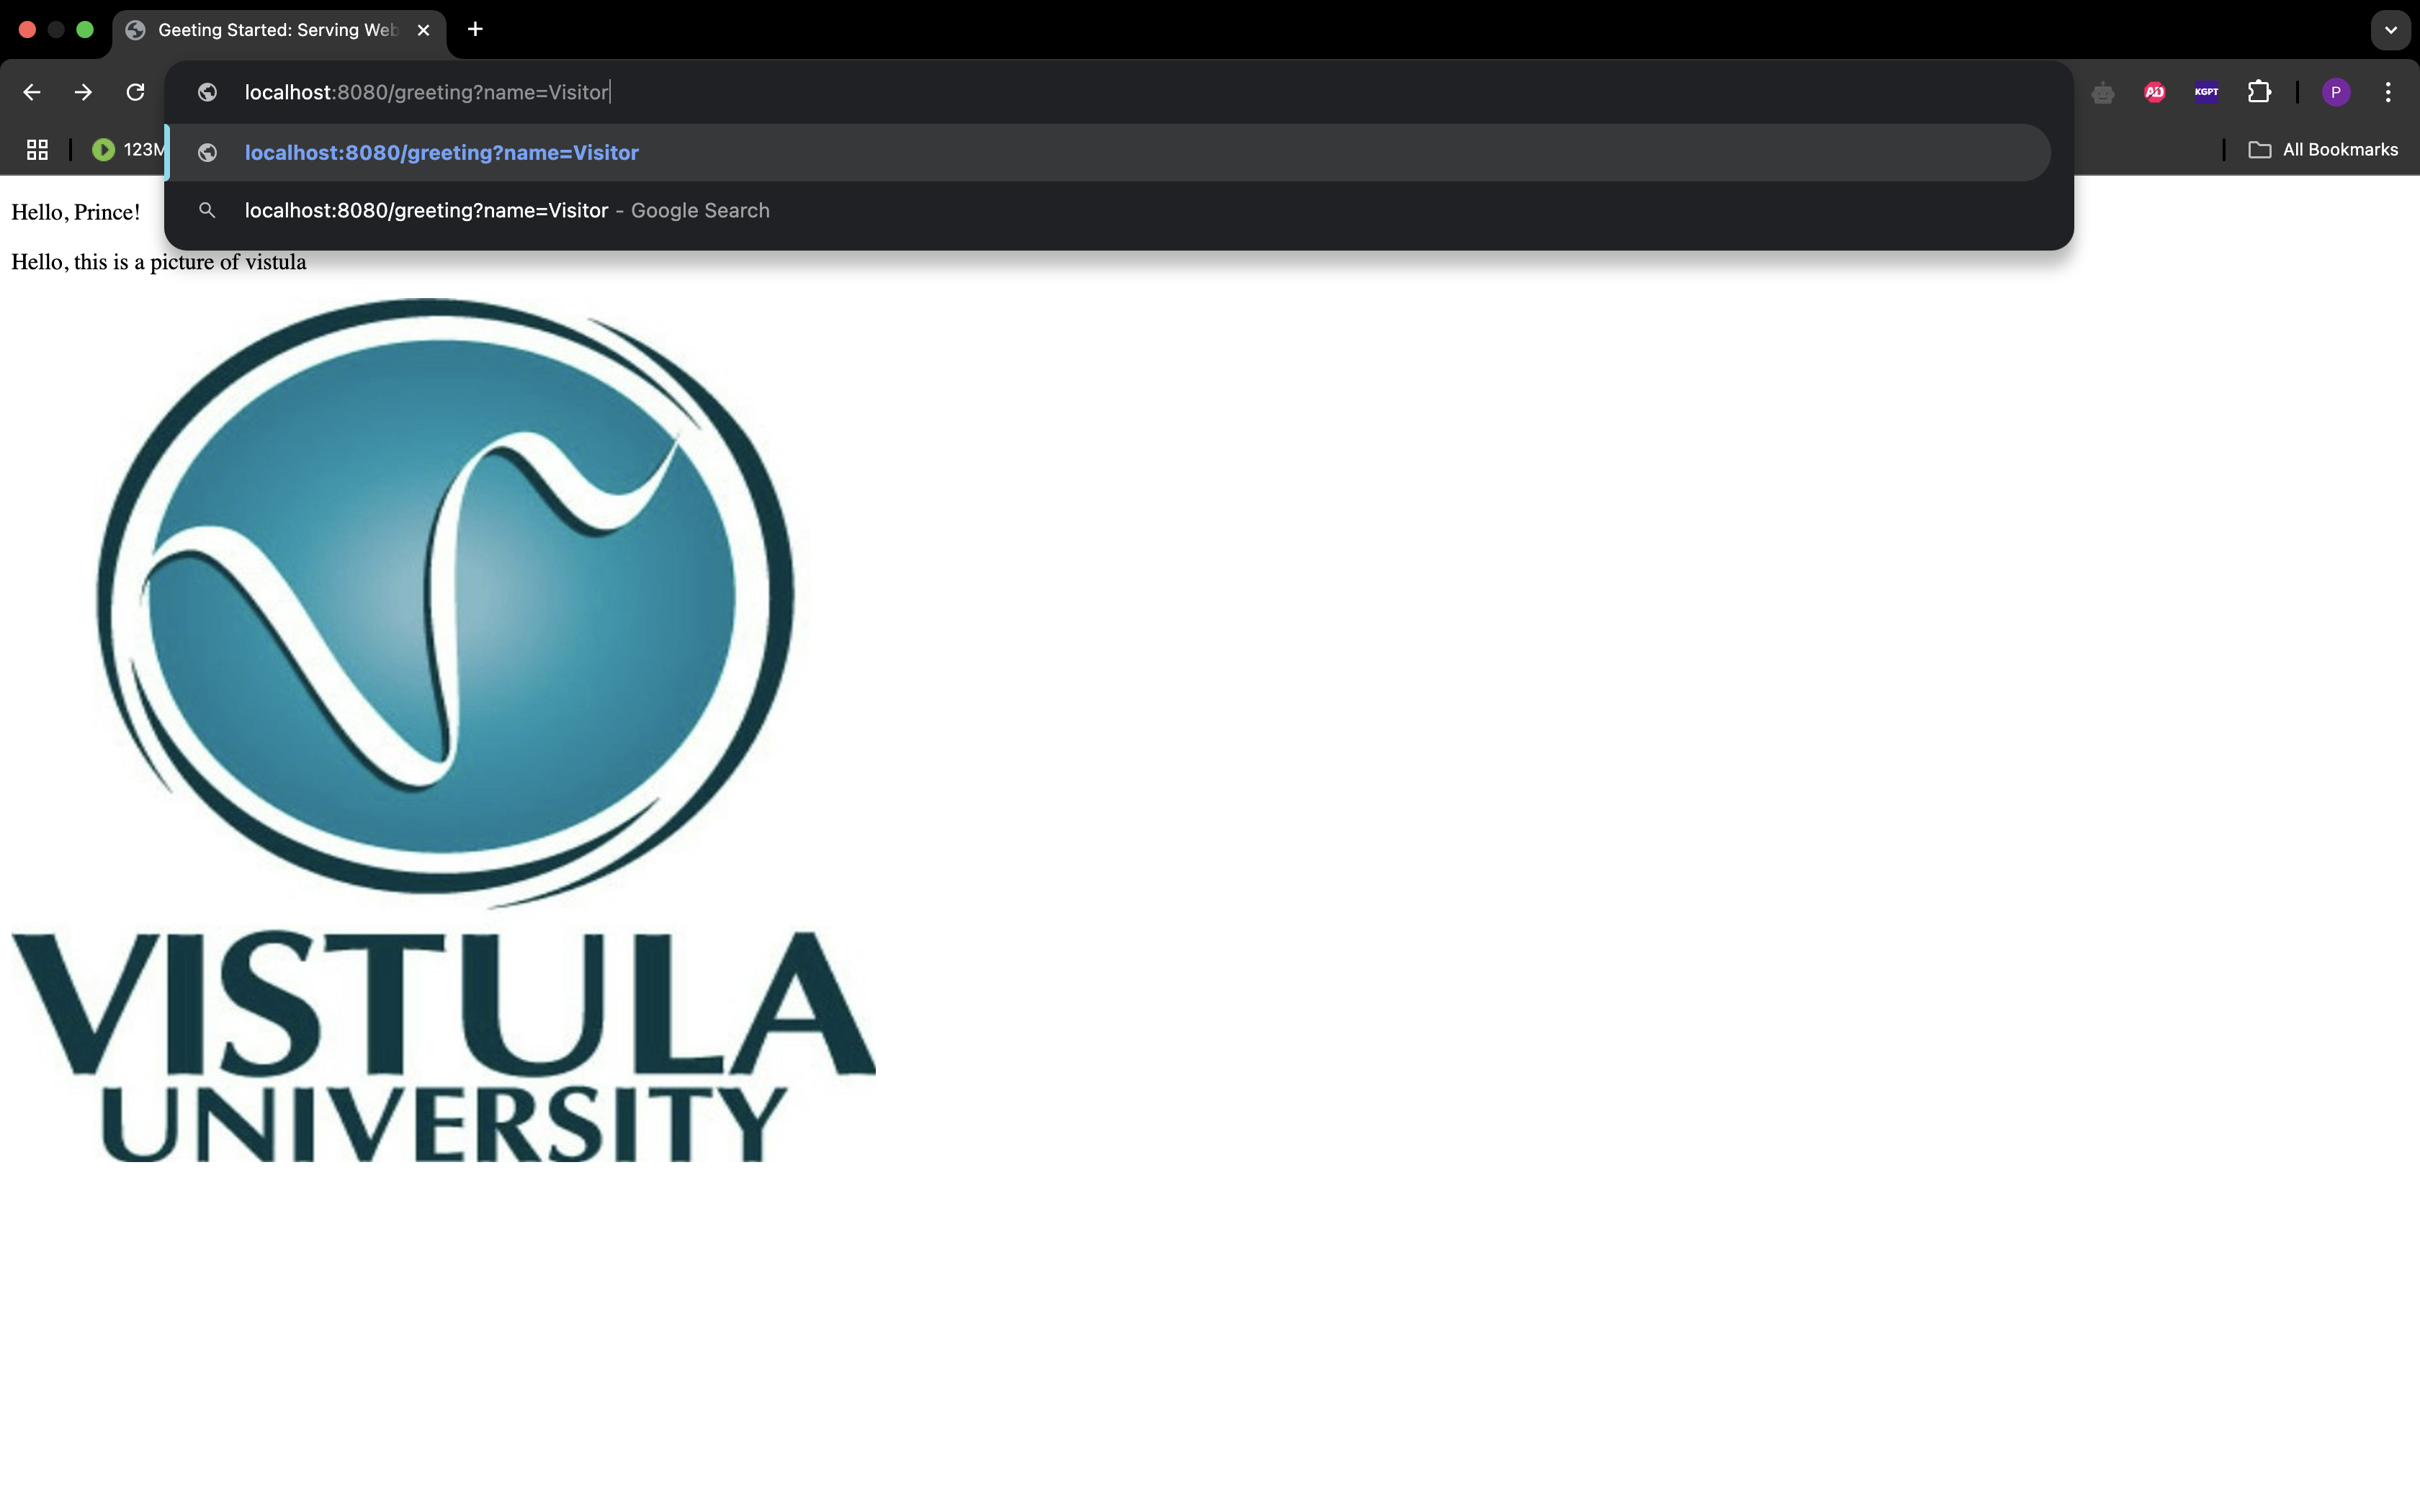 Geeting Started: Serving Web
localhost:8080/greeting?name=Visitor
KGPT
P
123M
localhost:8080/greeting?name=Visitor
All Bookmarks
localhost:8080/greeting?name=Visitor - Google Search
Hello, Prince!
Hello, this is a picture of vistula
VISTULA
UNIVERSITY